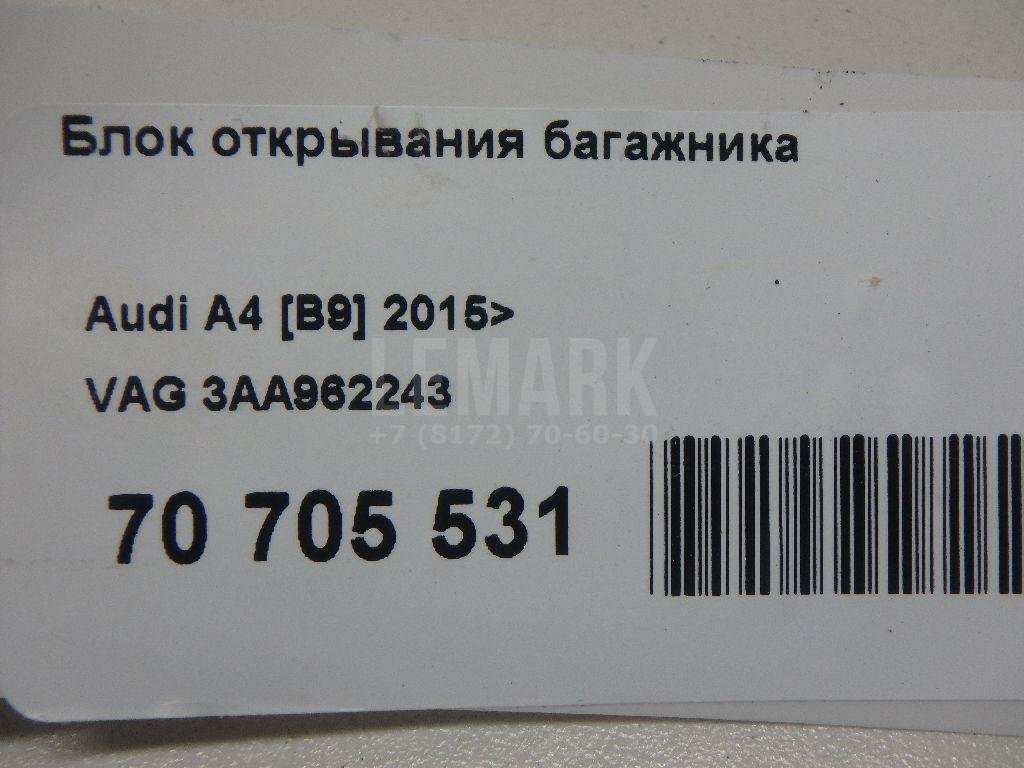 Блок открывания багажника
Audi A4 [B9] 2015>
VAG 3AA962243
LEMARK
+7 (8172) 70-60-30
70 705 531